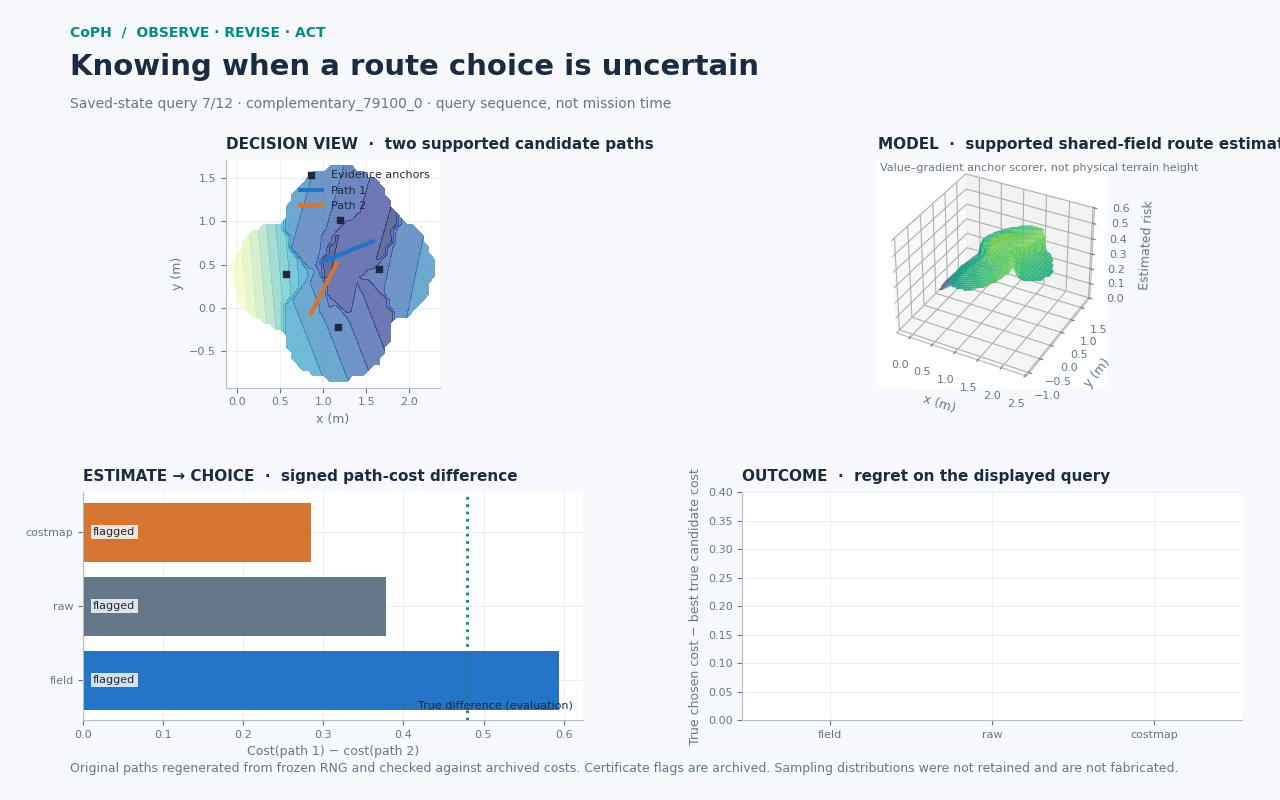 CoPH / OBSERVE · REVISE · ACT
Knowing when a route choice is uncertain
Saved-state query 7/12 · complementary_79100_0 · query sequence, not mission time
DECISION VIEW · two supported candidate paths
Evidence anchors
Path 1
Path 2
1.5
1.0
0.5
0.0
−0.5
y (m)
0.0 0.5 1.0 1.5 2.0
x (m)
MODEL · supported shared-field route estimat
Value–gradient anchor scorer, not physical terrain height
0.6
0.5
0.4
0.3
0.2
0.1
0.0
Estimated risk
1.5
1.0
0.5
0.0
−0.5
−1.0
y (m)
0.0 0.5 1.0 1.5 2.0 2.5
x (m)
ESTIMATE → CHOICE · signed path-cost difference
costmap flagged
raw flagged
field flagged
True difference (evaluation)
0.0 0.1 0.2 0.3 0.4 0.5 0.6
Cost(path 1) − cost(path 2)
OUTCOME · regret on the displayed query
True chosen cost − best true candidate cost
0.40
0.35
0.30
0.25
0.20
0.15
0.10
0.05
0.00
field raw costmap
Original paths regenerated from frozen RNG and checked against archived costs. Certificate flags are archived. Sampling distributions were not retained and are not fabricated.